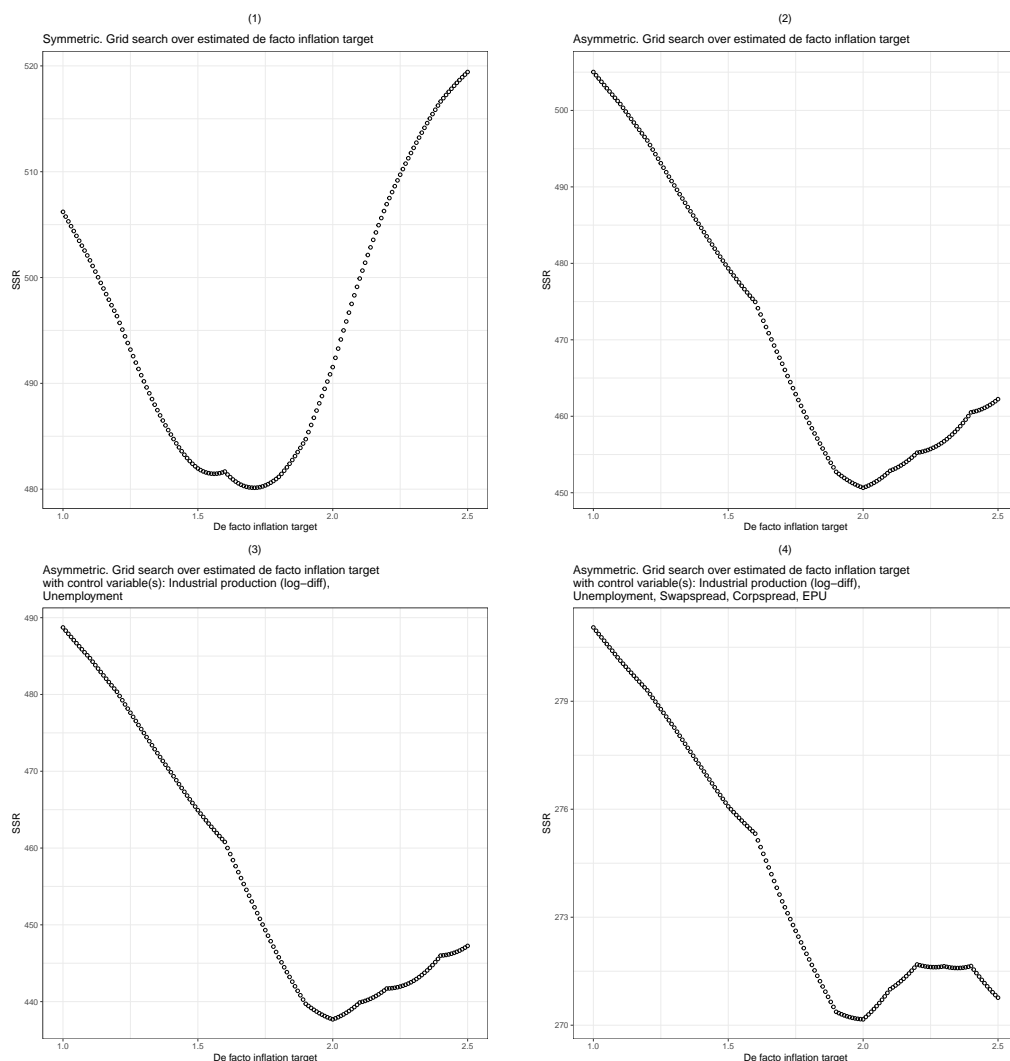 (1)
Symmetric. Grid search over estimated de facto inflation target
520
510
500
490
480
SSR
1.0 1.5 2.0 2.5
De facto inflation target
(2)
Asymmetric. Grid search over estimated de facto inflation target
500
490
480
470
460
450
SSR
1.0 1.5 2.0 2.5
De facto inflation target
(3)
Asymmetric. Grid search over estimated de facto inflation target
with control variable(s): Industrial production (log−diff),
Unemployment
490
480
470
460
450
440
SSR
1.0 1.5 2.0 2.5
De facto inflation target
(4)
Asymmetric. Grid search over estimated de facto inflation target
with control variable(s): Industrial production (log−diff),
Unemployment, Swapspread, Corpspread, EPU
279
276
273
270
SSR
1.0 1.5 2.0 2.5
De facto inflation target